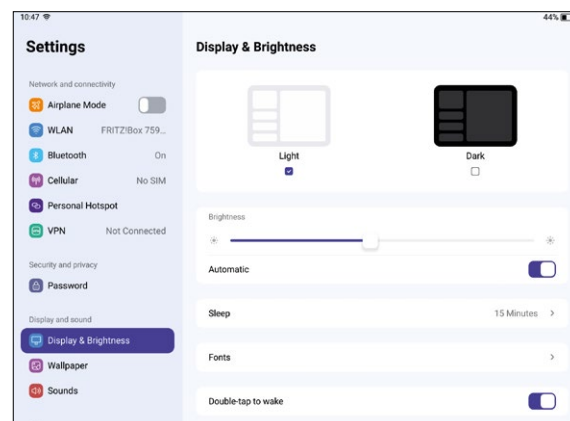 10:47
44%
Settings
Network and connectivity
Airplane Mode
WLAN FRITZ!Box 759...
Bluetooth On
Cellular No SIM
Personal Hotspot
VPN Not Connected
Security and privacy
Password
Display and sound
Display & Brightness
Wallpaper
Sounds
Display & Brightness
Light
Dark
Brightness
Automatic
Sleep 15 Minutes
Fonts
Double-tap to wake